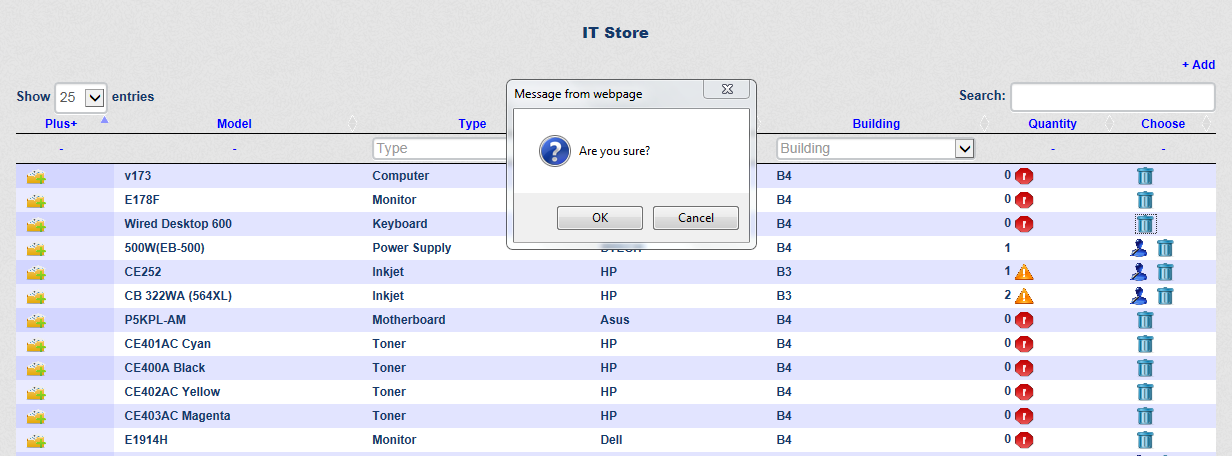 IT Store
+ Add
Show 25 entries Search:
Message from webpage
Are you sure?
OK Cancel
Plus+ Model Type Building Quantity Choose
- - Type Building - -
v173 Computer B4 0 r
E178F Monitor B4 0 r
Wired Desktop 600 Keyboard B4 0 r
500W(EB-500) Power Supply B4 1
CE252 Inkjet HP B3 1 !
CB 322WA (564XL) Inkjet HP B3 2 !
P5KPL-AM Motherboard Asus B4 0 r
CE401AC Cyan Toner HP B4 0 r
CE400A Black Toner HP B4 0 r
CE402AC Yellow Toner HP B4 0 r
CE403AC Magenta Toner HP B4 0 r
E1914H Monitor Dell B4 0 r